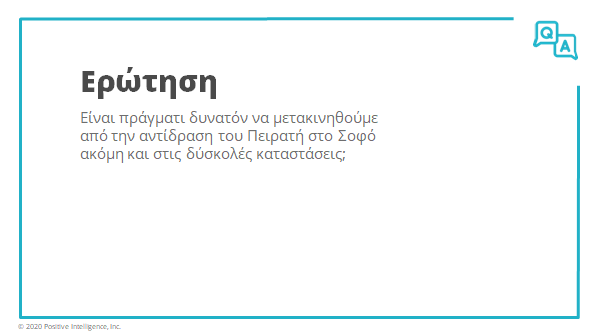 Q
A
Ερώτηση
Είναι πράγματι δυνατόν να μετακινηθούμε
από την αντίδραση του Πειρατή στο Σοφό
ακόμη και στις δύσκολές καταστάσεις;
© 2020 Positive Intelligence, Inc.